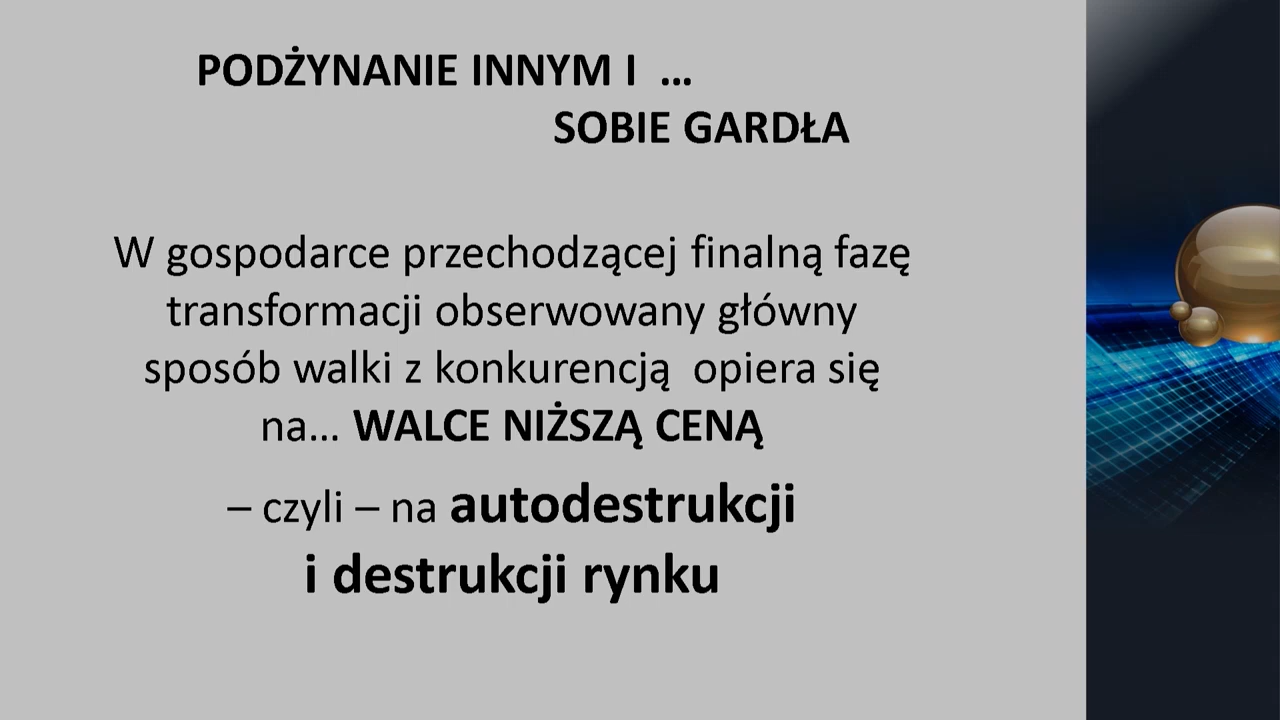 PODŻYNANIE INNYM I ...
SOBIE GARDŁA
W gospodarce przechodzącej finalną fazę
transformacji obserwowany główny
sposób walki z konkurencją opiera się
na... WALCE NIŻSZĄ CENĄ
– czyli – na autodestrukcji
i destrukcji rynku